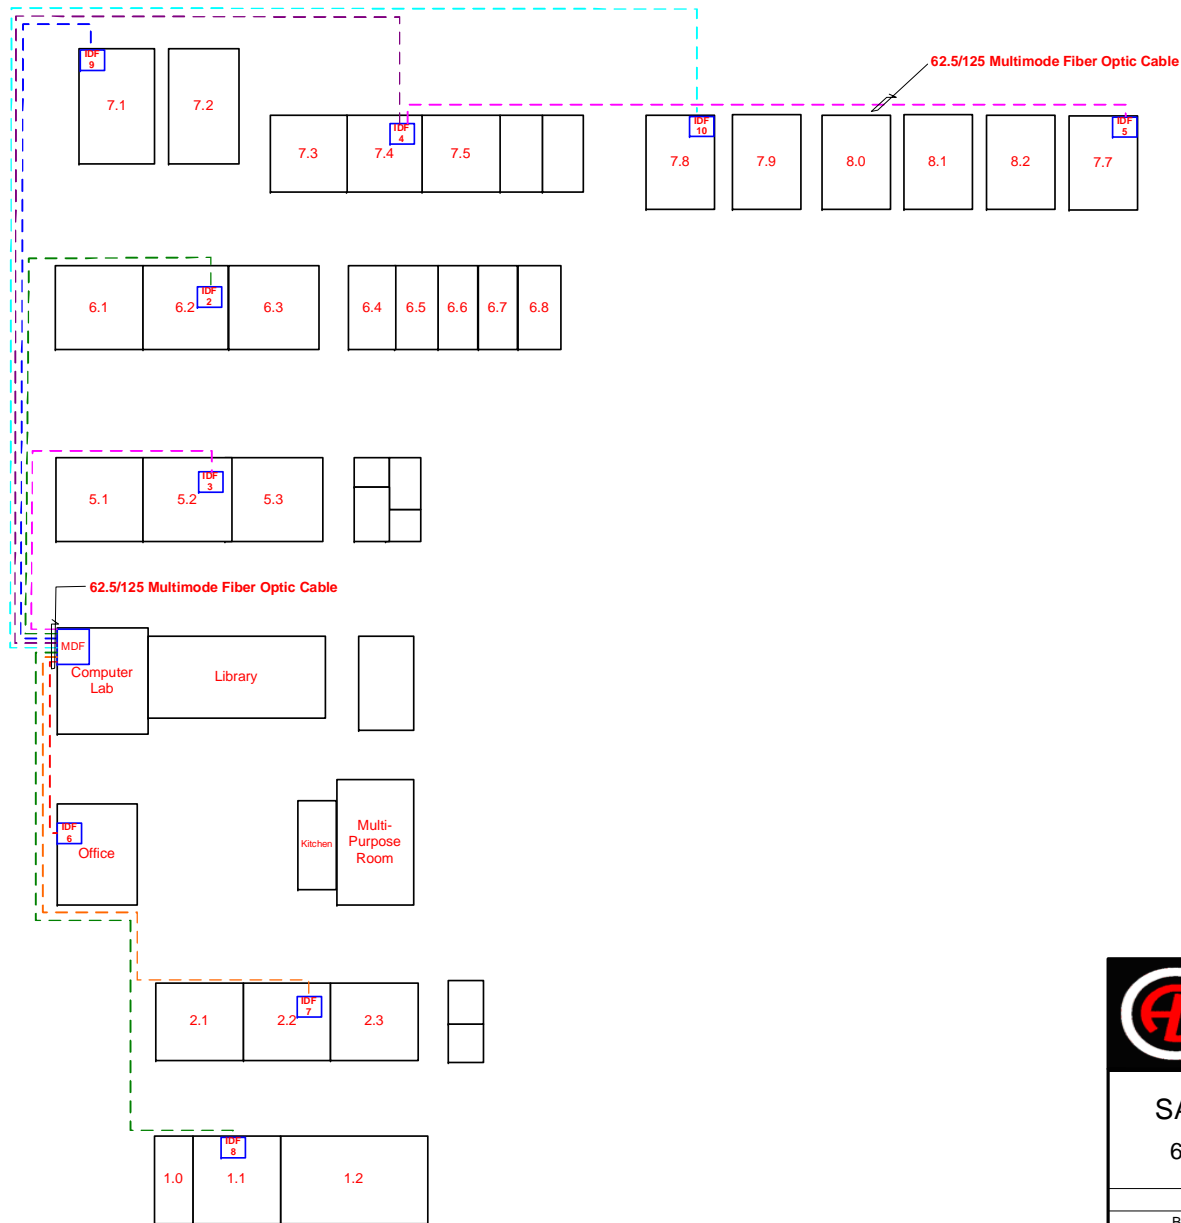 62.5/125 Multimode Fiber Optic Cable
IDF
9
7.1
7.2
IDF
4
7.3
7.4
7.5
IDF
10
7.8
7.9
8.0
8.1
8.2
IDF
5
7.7
6.1
6.2
IDF
2
6.3
6.4
6.5
6.6
6.7
6.8
5.1
5.2
IDF
3
5.3
62.5/125 Multimode Fiber Optic Cable
MDF
Computer
Lab
Library
IDF
6
Office
Kitchen
Multi-
Purpose
Room
2.1
2.2
IDF
7
2.3
IDF
8
1.0
1.1
1.2
SA
6
B